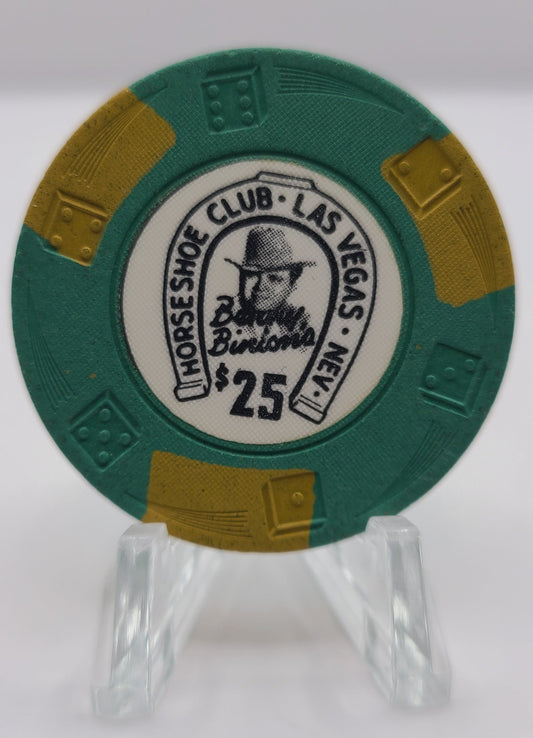 HORSESHOE CLUB · LAS VEGAS · NEV·
Benny
Binion's
$25